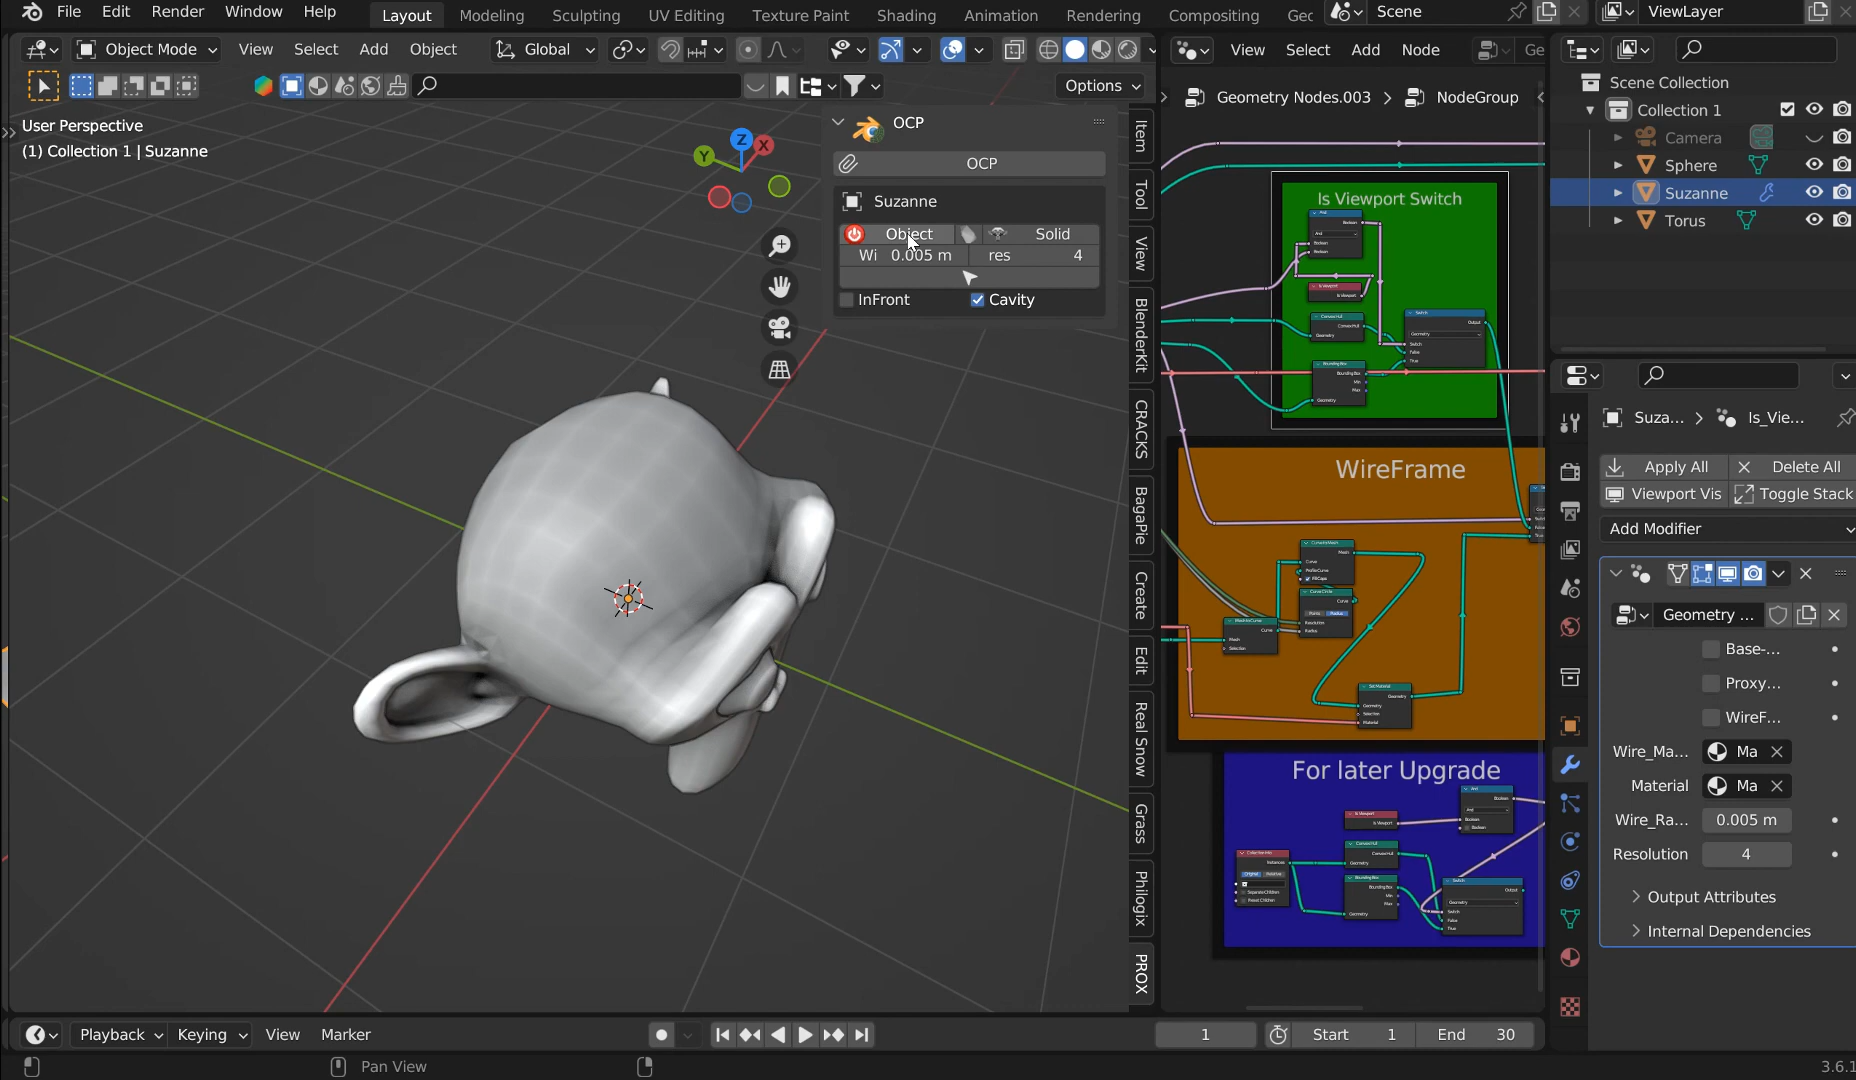 File Edit Render Window Help Layout Modeling Sculpting UV Editing Texture Paint Shading Animation Rendering Compositing Scene ViewLayer
Object Mode View Select Add Object Global
View Select Add Node Ge
Options
User Perspective
(1) Collection 1 | Suzanne
Z
X
Y
OCP
OCP
Suzanne
Object Solid
Wi 0.005 m res 4
InFront Cavity
Item
Tool
View
BlenderKit
CRACKS
BagaPie
Create
Edit
Real Snow
Grass
Philogix
PROX
Geometry Nodes.003 > NodeGroup
Is Viewport Switch
WireFrame
For later Upgrade
Scene Collection
Collection 1
Camera
Sphere
Suzanne
Torus
Suza... > Is_Vie...
Apply All Delete All
Viewport Vis Toggle Stack
Add Modifier
Geometry ...
Base-...
Proxy...
WireF...
Wire_Ma... Ma
Material Ma
Wire_Ra... 0.005 m
Resolution 4
Output Attributes
Internal Dependencies
Playback Keying View Marker 1 Start 1 End 30
Pan View 3.6.1